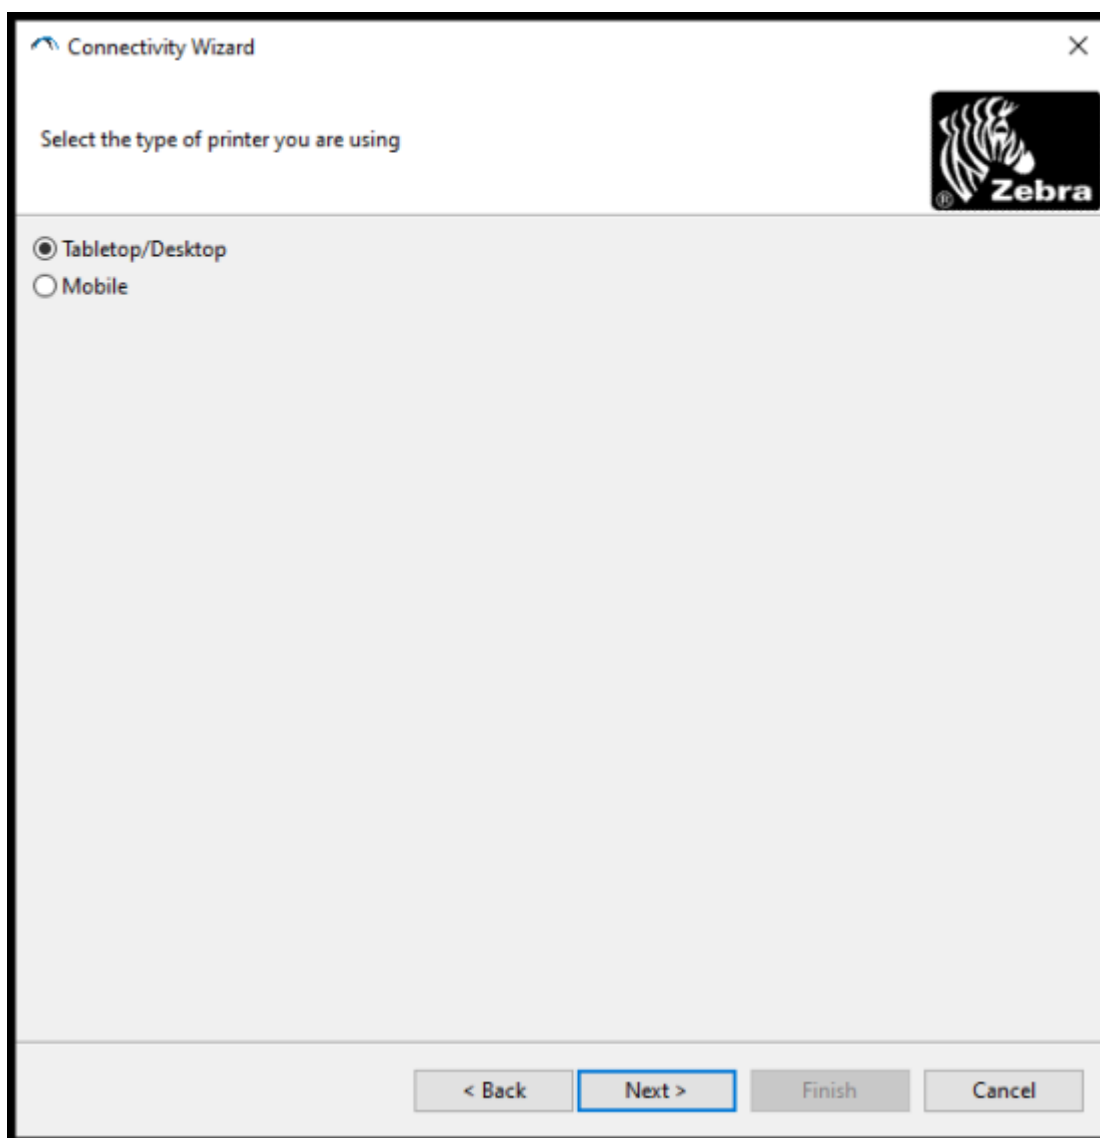 Connectivity Wizard
Select the type of printer you are using
Zebra
®
Tabletop/Desktop
Mobile
< Back
Next >
Finish
Cancel